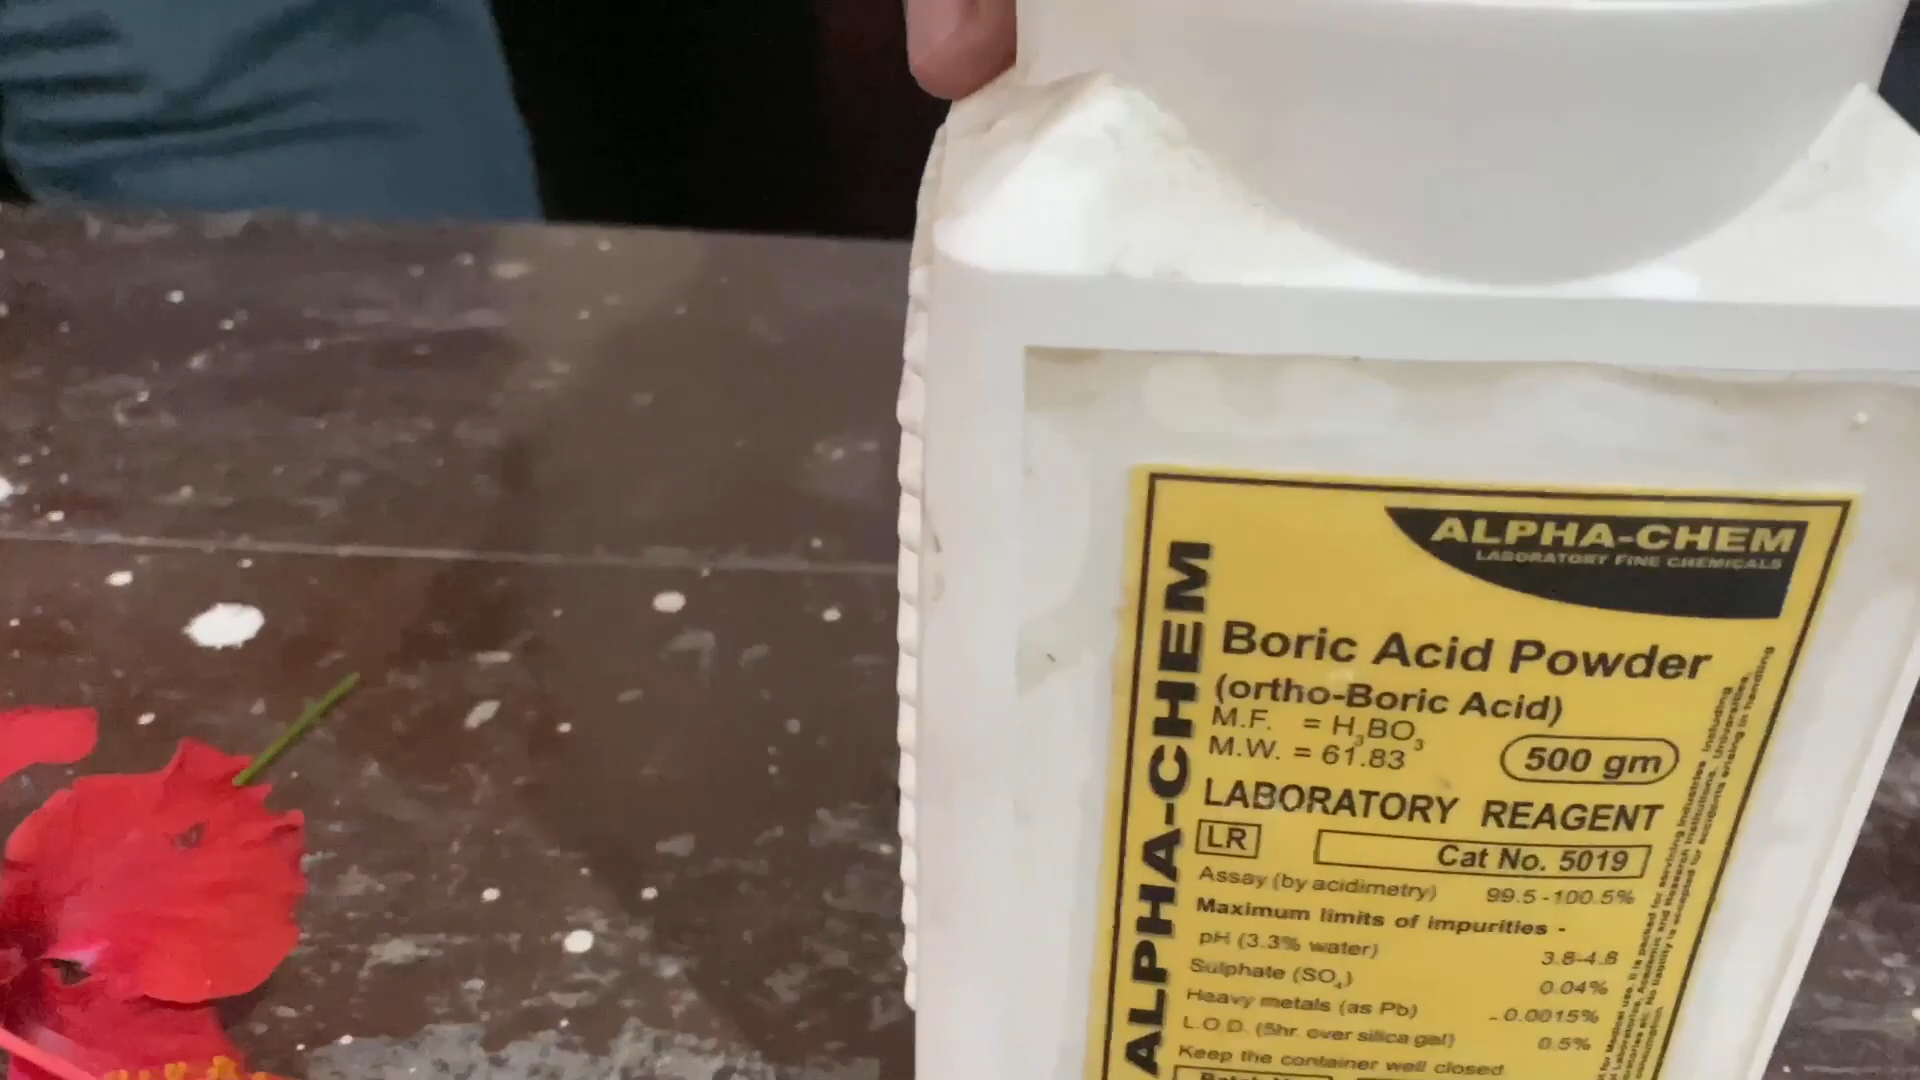 ALPHA-CHEM
LABORATORY FINE CHEMICALS
ALPHA-CHEM
Boric Acid Powder
(ortho-Boric Acid)
M.F. = H₃BO₃
M.W. = 61.83
500 gm
LABORATORY REAGENT
LR
Cat No. 5019
Assay (by acidimetry) 99.5-100.5%
Maximum limits of impurities -
pH (3.3% water) 3.8-4.8
Sulphate (SO₄) 0.04%
Heavy metals (as Pb) 0.0015%
L.O.D. (5hr. over silica gel) 0.5%
Keep the container well closed